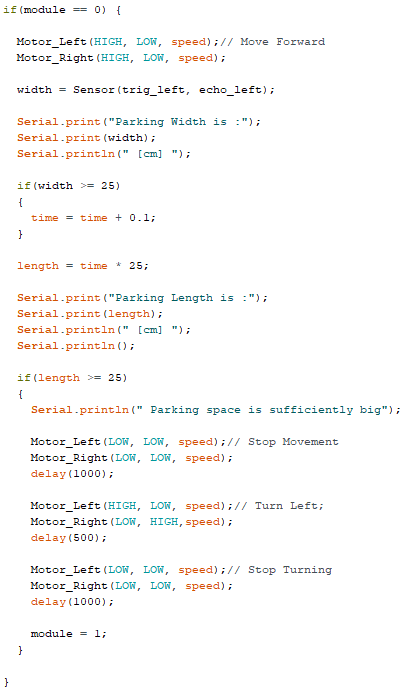 if(module == 0) {
Motor_Left(HIGH, LOW, speed);// Move Forward
Motor_Right(HIGH, LOW, speed);
width = Sensor(trig_left, echo_left);
Serial.print("Parking Width is :");
Serial.print(width);
Serial.println(" [cm] ");
if(width >= 25)
{
time = time + 0.1;
}
length = time * 25;
Serial.print("Parking Length is :");
Serial.print(length);
Serial.println(" [cm] ");
Serial.println();
if(length >= 25)
{
Serial.println(" Parking space is sufficiently big");
Motor_Left(LOW, LOW, speed);// Stop Movement
Motor_Right(LOW, LOW, speed);
delay(1000);
Motor_Left(HIGH, LOW, speed);// Turn Left;
Motor_Right(LOW, HIGH,speed);
delay(500);
Motor_Left(LOW, LOW, speed);// Stop Turning
Motor_Right(LOW, LOW, speed);
delay(1000);
module = 1;
}
}